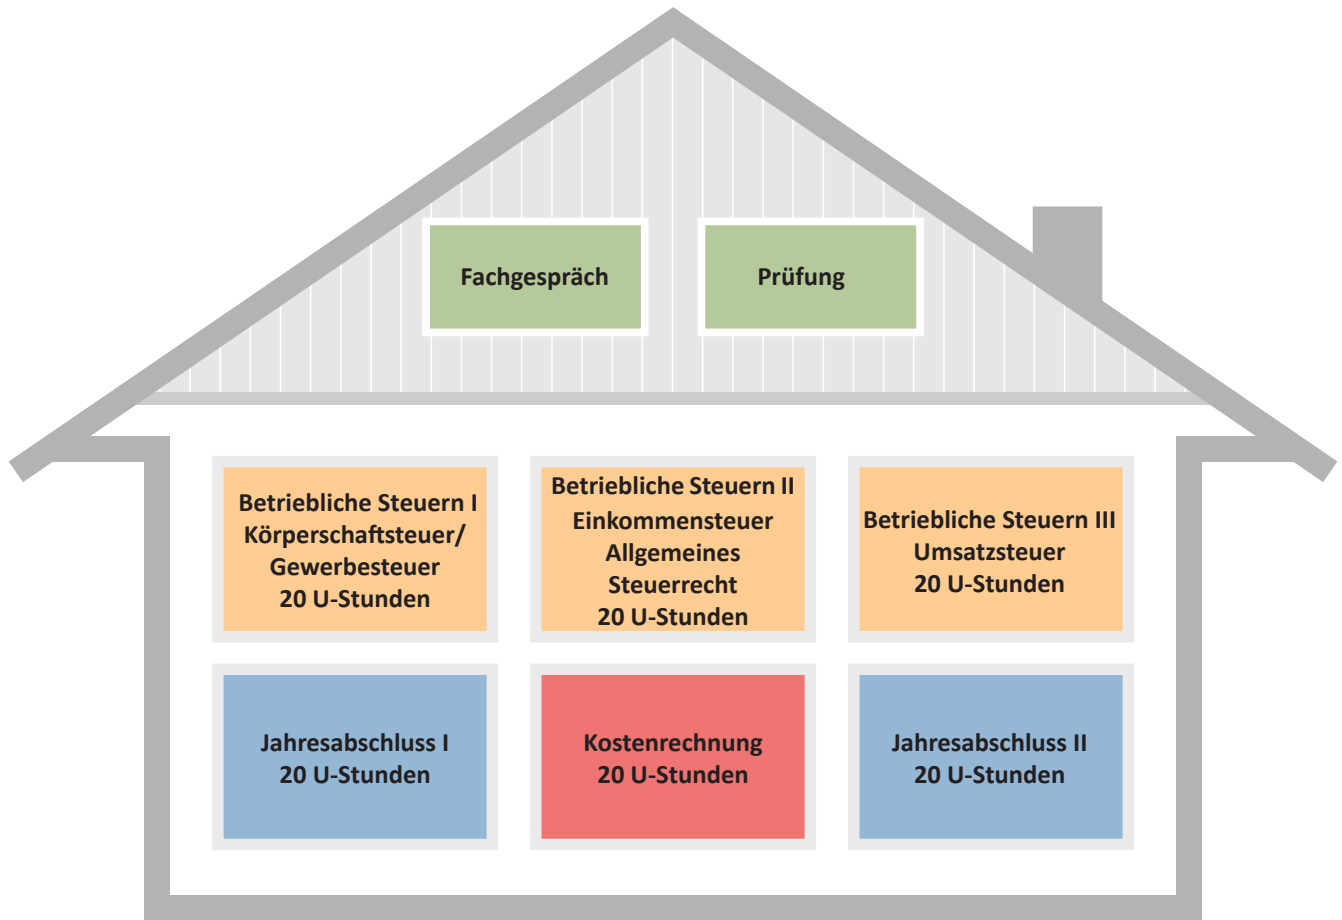 Fachgespräch
Prüfung
Betriebliche Steuern I
Körperschaftsteuer/
Gewerbesteuer
20 U-Stunden
Betriebliche Steuern II
Einkommensteuer
Allgemeines
Steuerrecht
20 U-Stunden
Betriebliche Steuern III
Umsatzsteuer
20 U-Stunden
Jahresabschluss I
20 U-Stunden
Kostenrechnung
20 U-Stunden
Jahresabschluss II
20 U-Stunden